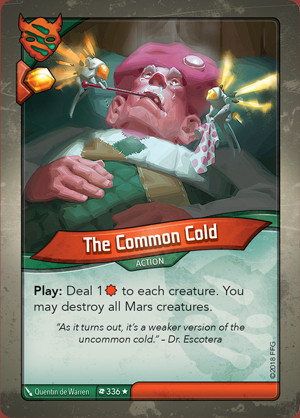 The Common Cold
ACTION
Play: Deal 1 to each creature. You
may destroy all Mars creatures.
"As it turns out, it's a weaker version of the
uncommon cold." - Dr. Escotera
©2018 FFG
Quentin de Warren
336